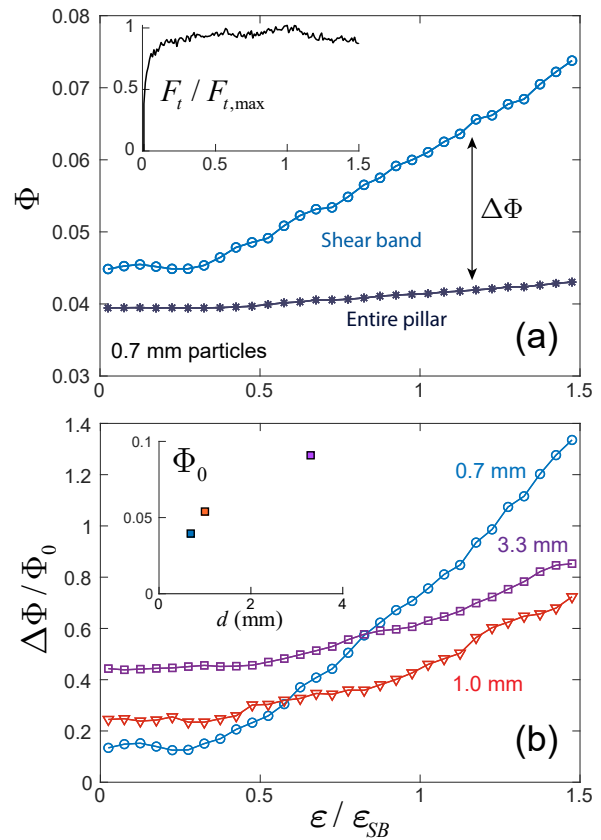 0.08
0.07
0.06
0.05
0.04
0.03
Φ
1
0.5
0
F_t / F_{t,max}
0 0.5 1 1.5
Shear band
ΔΦ
Entire pillar
0.7 mm particles
(a)
0.5 1 1.5
1.4
1.2
1
0.8
0.6
0.4
0.2
0
ΔΦ / Φ_0
0.1
0.05
0
Φ_0
0 2 4
d (mm)
0.7 mm
3.3 mm
1.0 mm
(b)
0 0.5 1 1.5
ε / ε_{SB}